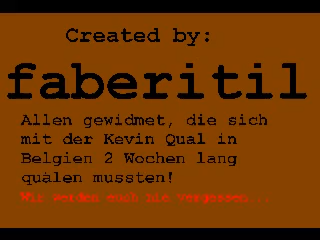 Created by:
faberitil
Allen gewidmet, die sich
mit der Kevin Qual in
Belgien 2 Wochen lang
quälen mussten!
Wir werden euch nie vergessen...